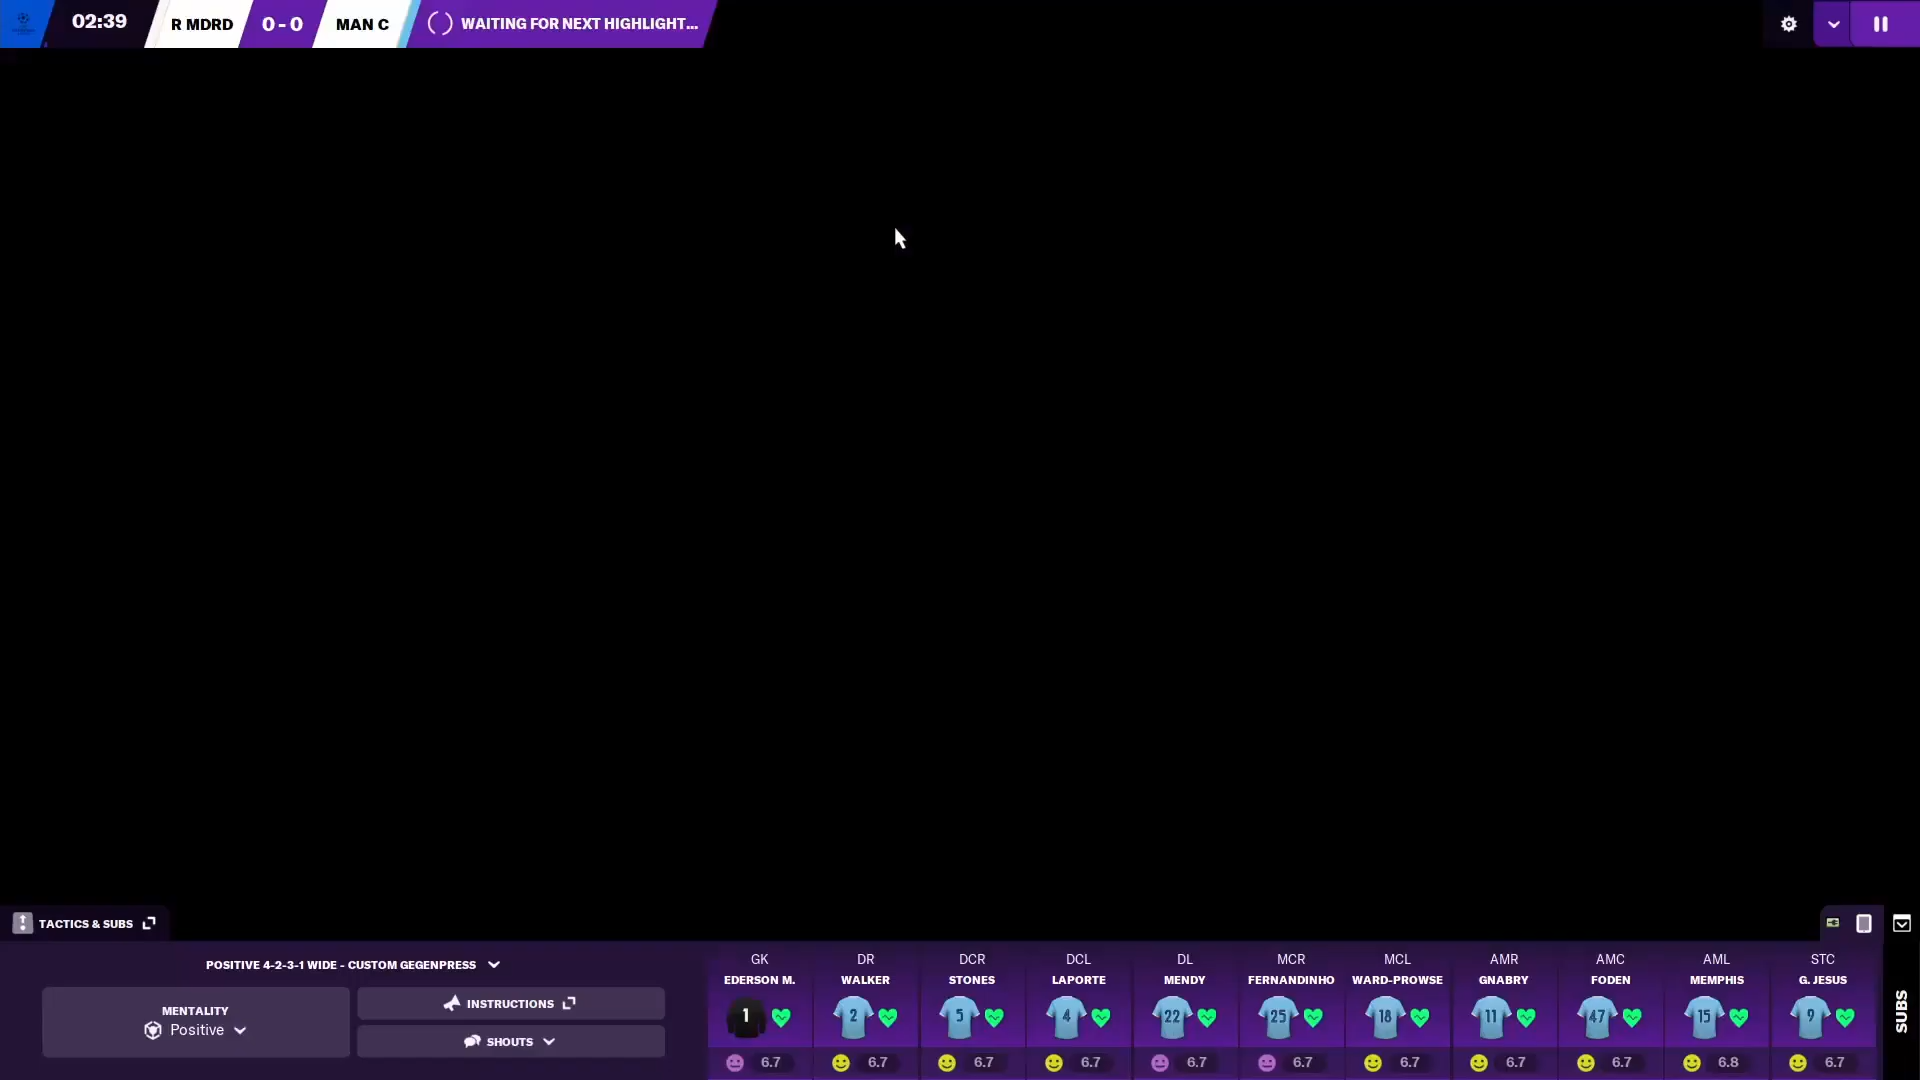 02:39 R MDRD 0 - 0 MAN C WAITING FOR NEXT HIGHLIGHT...
TACTICS & SUBS
POSITIVE 4-2-3-1 WIDE - CUSTOM GEGENPRESS
MENTALITY
Positive
INSTRUCTIONS
SHOUTS
GK DR DCR DCL DL MCR MCL AMR AMC AML STC
EDERSON M. WALKER STONES LAPORTE MENDY FERNANDINHO WARD-PROWSE GNABRY FODEN MEMPHIS G. JESUS
1 2 5 4 22 25 18 11 47 15 9
6.7 6.7 6.7 6.7 6.7 6.7 6.7 6.7 6.7 6.8 6.7
SUBS